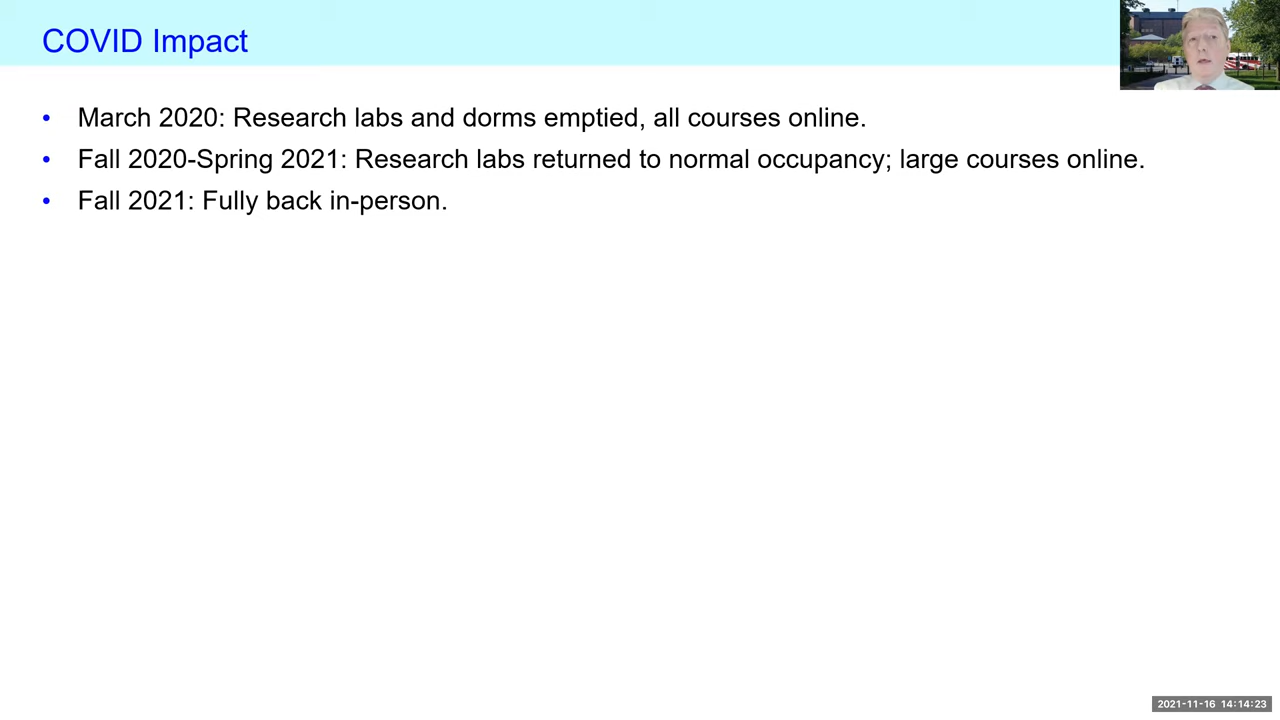 COVID Impact
• March 2020: Research labs and dorms emptied, all courses online.
• Fall 2020-Spring 2021: Research labs returned to normal occupancy; large courses online.
• Fall 2021: Fully back in-person.
2021-11-16 14:14:23